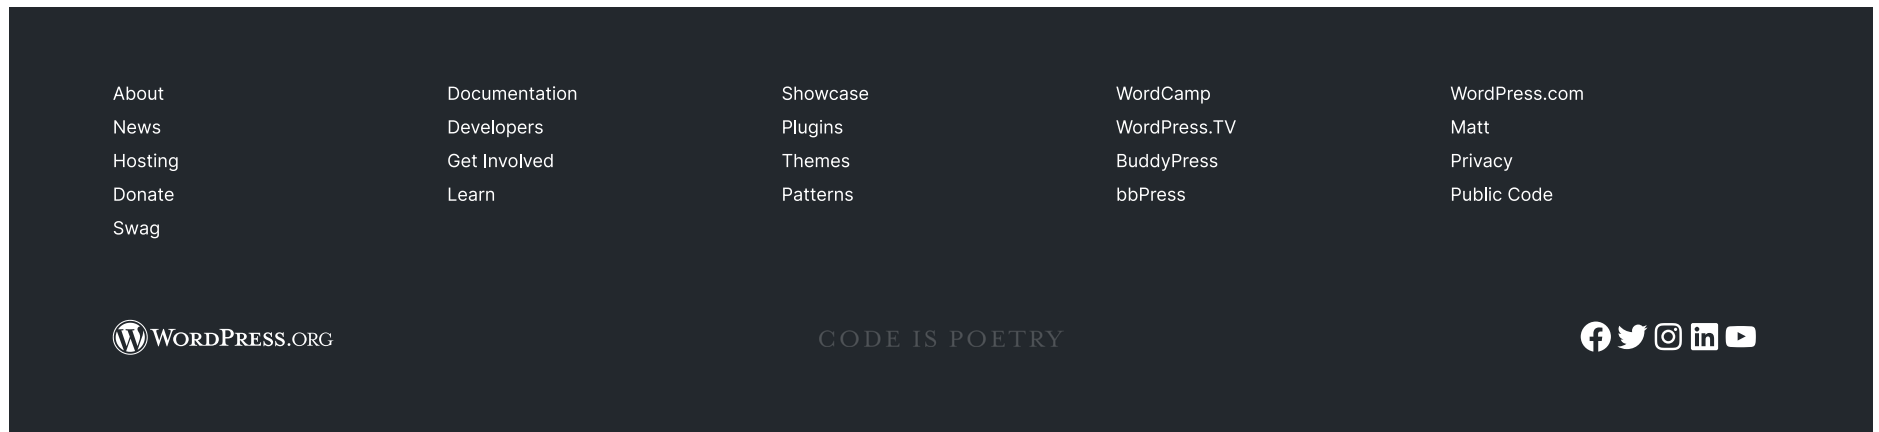 About
News
Hosting
Donate
Swag
Documentation
Developers
Get Involved
Learn
Showcase
Plugins
Themes
Patterns
WordCamp
WordPress.TV
BuddyPress
bbPress
WordPress.com
Matt
Privacy
Public Code
WORDPRESS.ORG
CODE IS POETRY